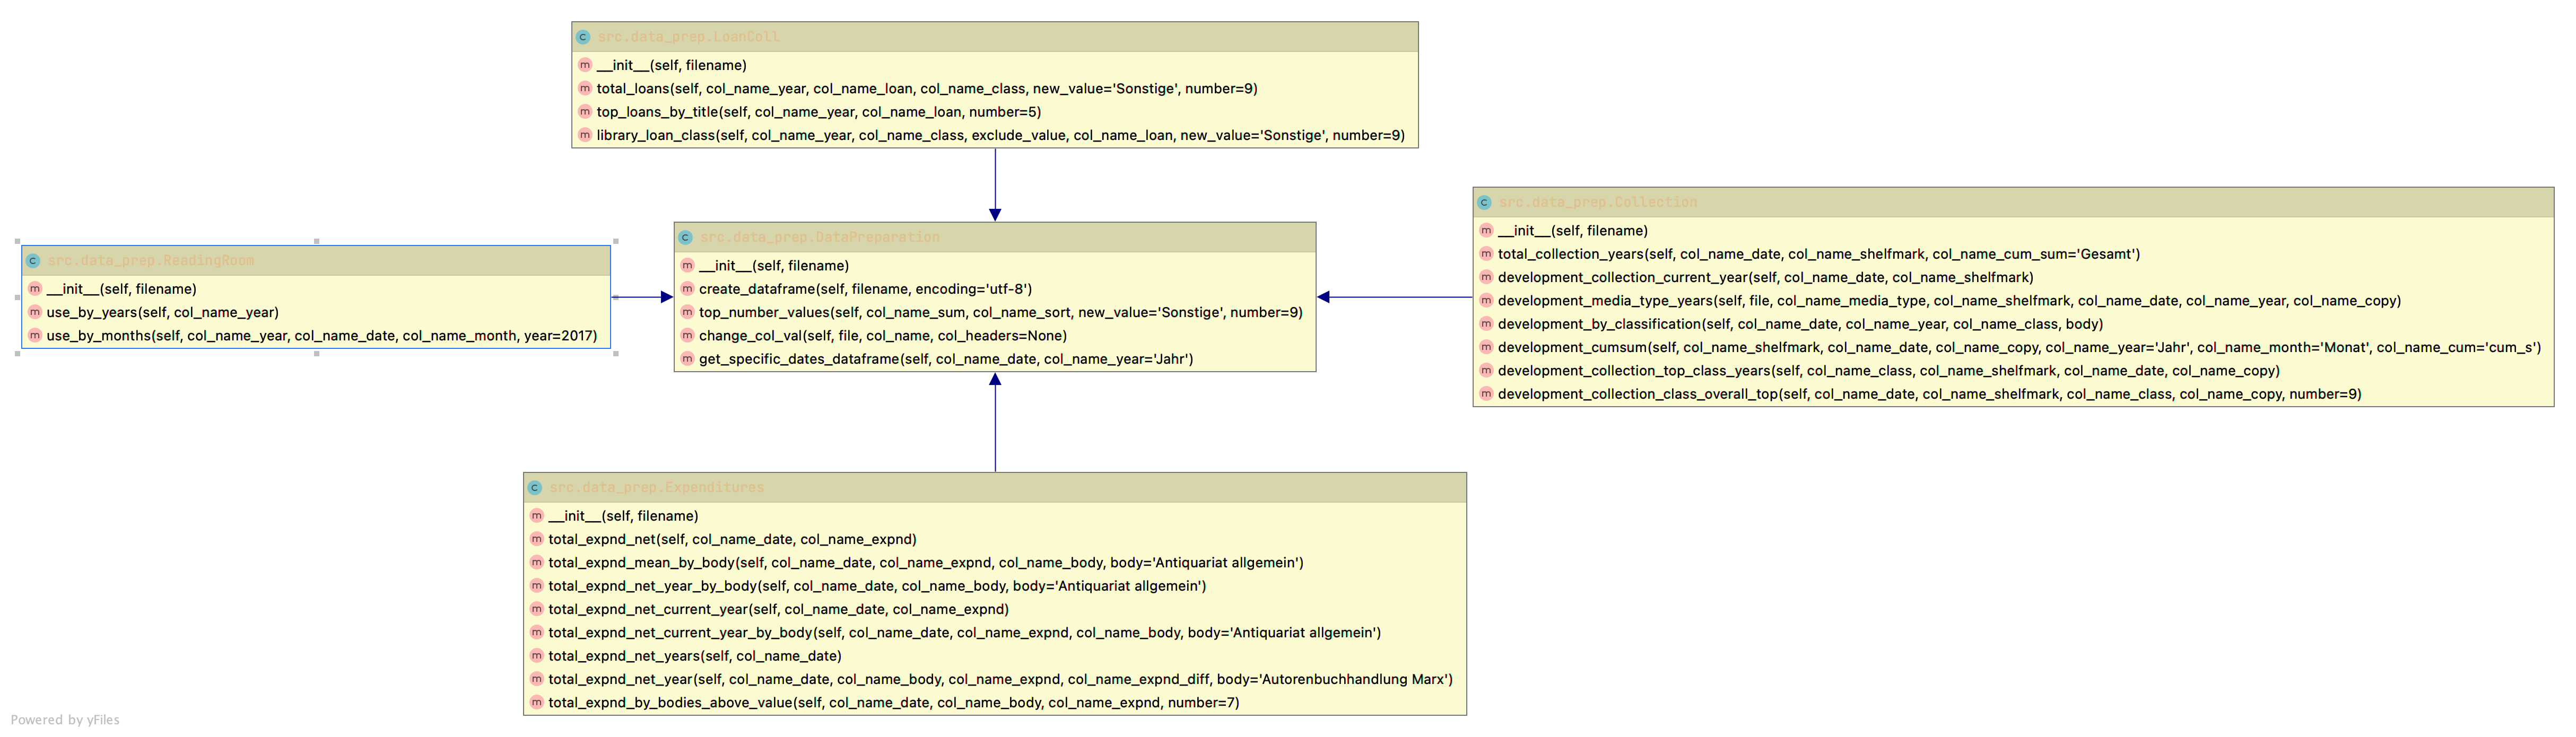 C src.data_prep.LoanColl
m __init__(self, filename)
m total_loans(self, col_name_year, col_name_loan, col_name_class, new_value='Sonstige', number=9)
m top_loans_by_title(self, col_name_year, col_name_loan, number=5)
m library_loan_class(self, col_name_year, col_name_class, exclude_value, col_name_loan, new_value='Sonstige', number=9)
C src.data_prep.ReadingRoom
m __init__(self, filename)
m use_by_years(self, col_name_year)
m use_by_months(self, col_name_year, col_name_date, col_name_month, year=2017)
C src.data_prep.DataPreparation
m __init__(self, filename)
m create_dataframe(self, filename, encoding='utf-8')
m top_number_values(self, col_name_sum, col_name_sort, new_value='Sonstige', number=9)
m change_col_val(self, file, col_name, col_headers=None)
m get_specific_dates_dataframe(self, col_name_date, col_name_year='Jahr')
C src.data_prep.Collection
m __init__(self, filename)
m total_collection_years(self, col_name_date, col_name_shelfmark, col_name_cum_sum='Gesamt')
m development_collection_current_year(self, col_name_date, col_name_shelfmark)
m development_media_type_years(self, file, col_name_media_type, col_name_shelfmark, col_name_date, col_name_year, col_name_copy)
m development_by_classification(self, col_name_date, col_name_year, col_name_class, body)
m development_cumsum(self, col_name_shelfmark, col_name_date, col_name_copy, col_name_year='Jahr', col_name_month='Monat', col_name_cum='cum_s')
m development_collection_top_class_years(self, col_name_class, col_name_shelfmark, col_name_date, col_name_copy)
m development_collection_class_overall_top(self, col_name_date, col_name_shelfmark, col_name_class, col_name_copy, number=9)
C src.data_prep.Expenditures
m __init__(self, filename)
m total_expnd_net(self, col_name_date, col_name_expnd)
m total_expnd_mean_by_body(self, col_name_date, col_name_expnd, col_name_body, body='Antiquariat allgemein')
m total_expnd_net_year_by_body(self, col_name_date, col_name_body, body='Antiquariat allgemein')
m total_expnd_net_current_year(self, col_name_date, col_name_expnd)
m total_expnd_net_current_year_by_body(self, col_name_date, col_name_expnd, col_name_body, body='Antiquariat allgemein')
m total_expnd_net_years(self, col_name_date)
m total_expnd_net_year(self, col_name_date, col_name_body, col_name_expnd, col_name_expnd_diff, body='Autorenbuchhandlung Marx')
m total_expnd_by_bodies_above_value(self, col_name_date, col_name_body, col_name_expnd, number=7)
Powered by yFiles